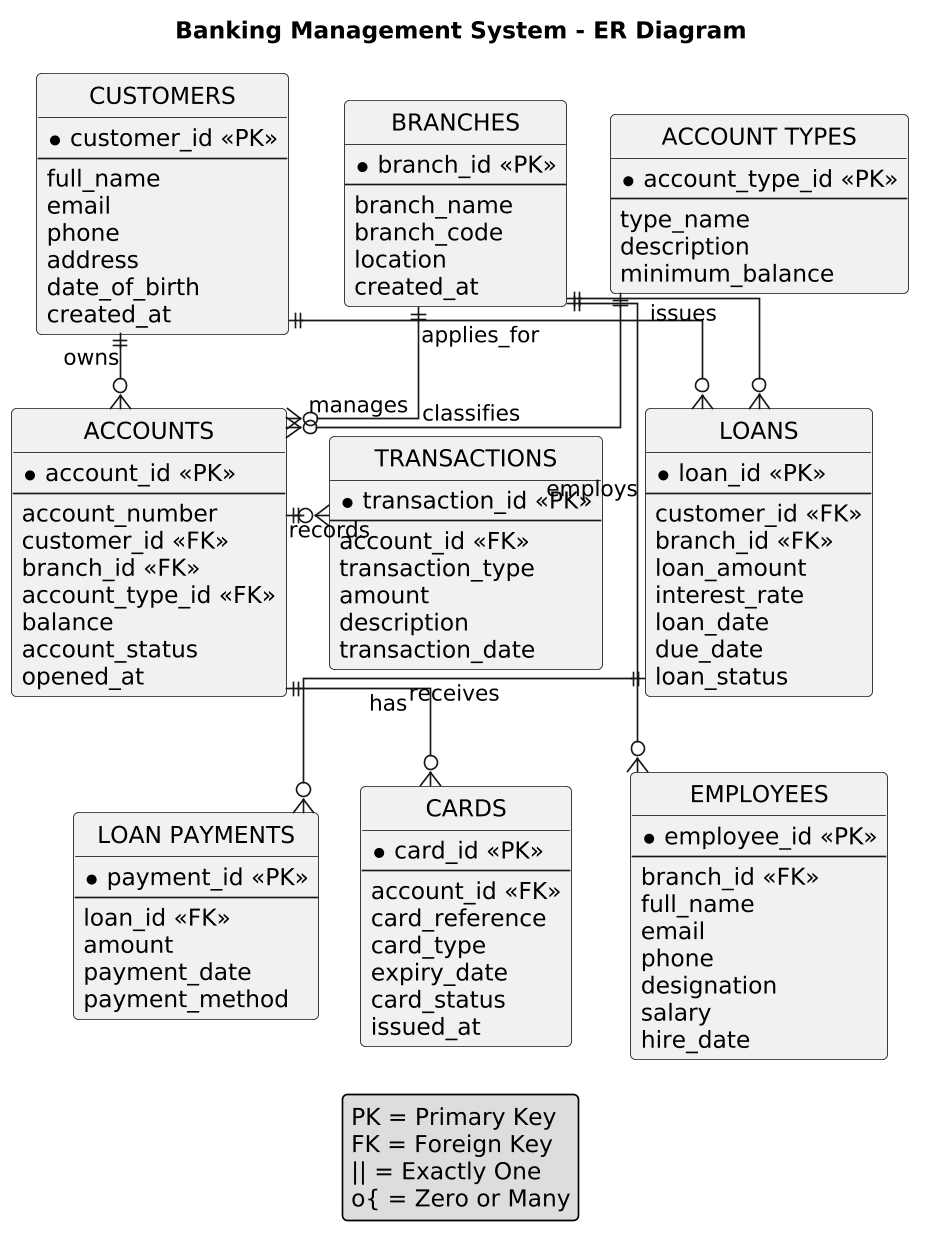 Banking Management System - ER Diagram
CUSTOMERS
customer_id «PK»
full_name
email
phone
address
date_of_birth
created_at
BRANCHES
branch_id «PK»
branch_name
branch_code
location
created_at
ACCOUNT TYPES
account_type_id «PK»
type_name
description
minimum_balance
owns
applies_for
issues
manages
classifies
ACCOUNTS
account_id «PK»
account_number
customer_id «FK»
branch_id «FK»
account_type_id «FK»
balance
account_status
opened_at
records
TRANSACTIONS
transaction_id «PK»
account_id «FK»
transaction_type
amount
description
transaction_date
employs
LOANS
loan_id «PK»
customer_id «FK»
branch_id «FK»
loan_amount
interest_rate
loan_date
due_date
loan_status
has
receives
LOAN PAYMENTS
payment_id «PK»
loan_id «FK»
amount
payment_date
payment_method
CARDS
card_id «PK»
account_id «FK»
card_reference
card_type
expiry_date
card_status
issued_at
EMPLOYEES
employee_id «PK»
branch_id «FK»
full_name
email
phone
designation
salary
hire_date
PK = Primary Key
FK = Foreign Key
|| = Exactly One
o{ = Zero or Many